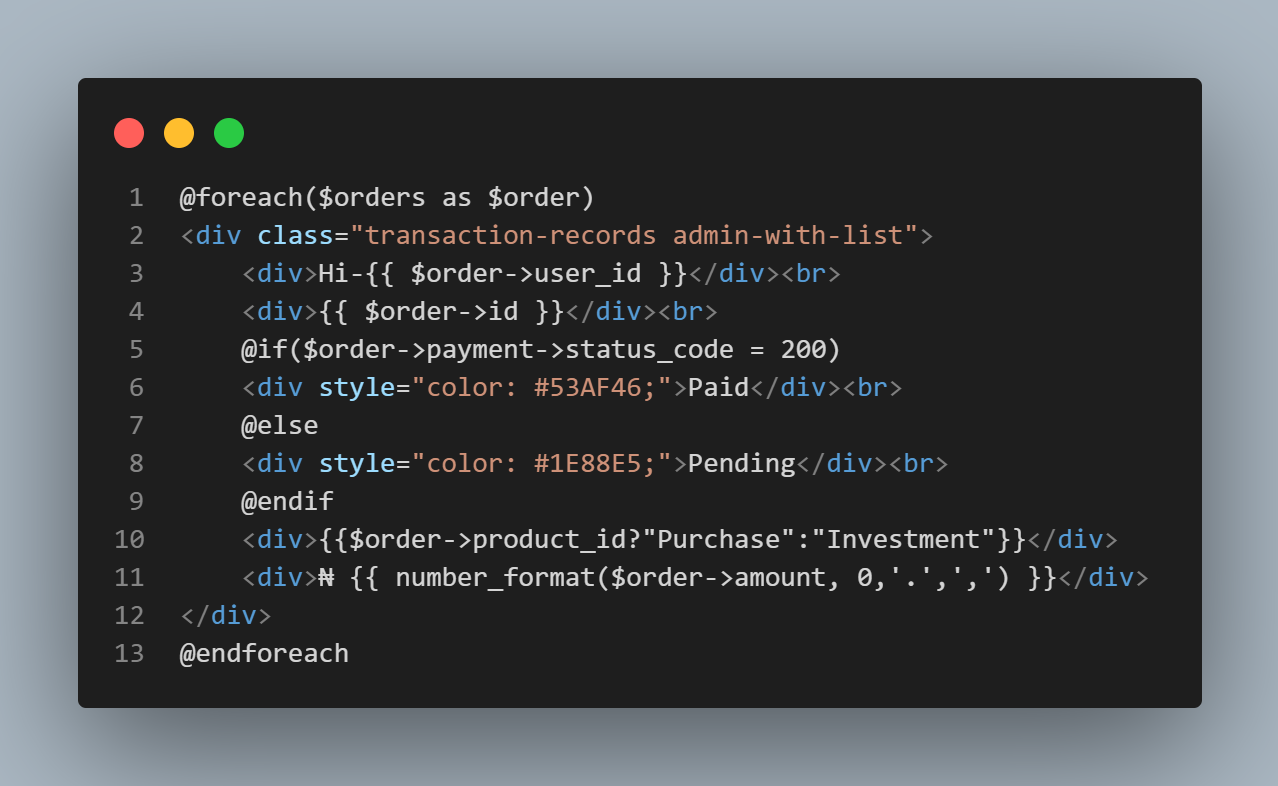 1 @foreach($orders as $order)
2 <div class="transaction-records admin-with-list">
3     <div>Hi-{{ $order->user_id }}</div><br>
4     <div>{{ $order->id }}</div><br>
5     @if($order->payment->status_code = 200)
6     <div style="color: #53AF46;">Paid</div><br>
7     @else
8     <div style="color: #1E88E5;">Pending</div><br>
9     @endif
10     <div>{{$order->product_id?"Purchase":"Investment"}}</div>
11     <div>₦ {{ number_format($order->amount, 0,'.',',') }}</div>
12 </div>
13 @endforeach